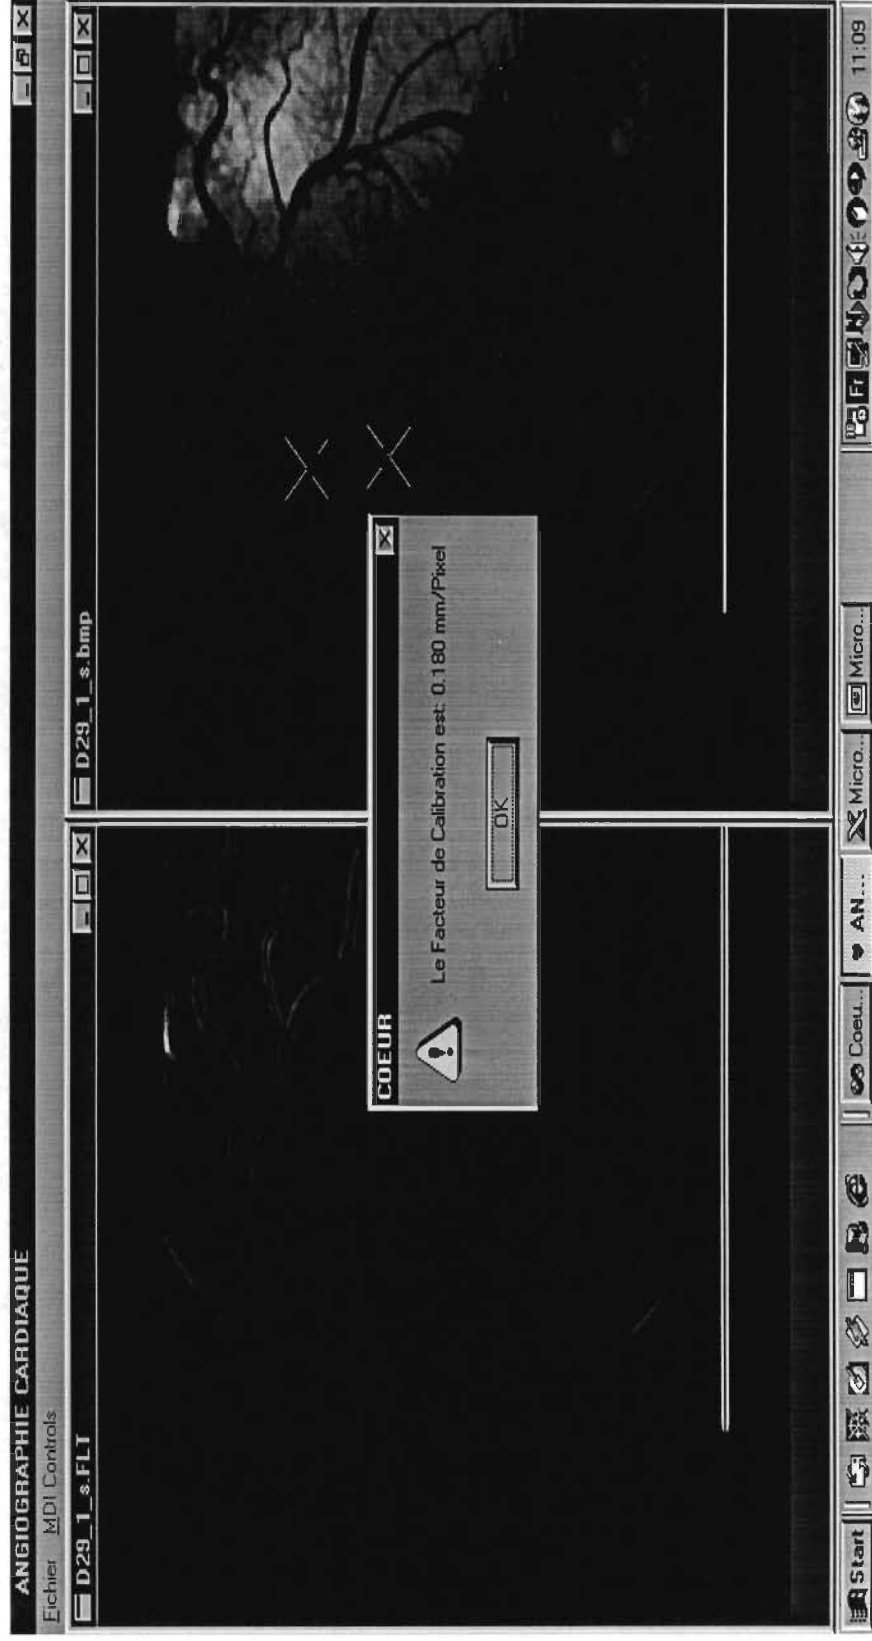 ANGIOGRAPHIE CARDIAQUE
Fichier MDI Controls
D29_1_s.FLT
D29_1_s.bmp
COEUR
Le Facteur de Calibration est: 0.180 mm/Pixel
OK
Start Coeu... AN... Micro... Micro... Fr 11:09